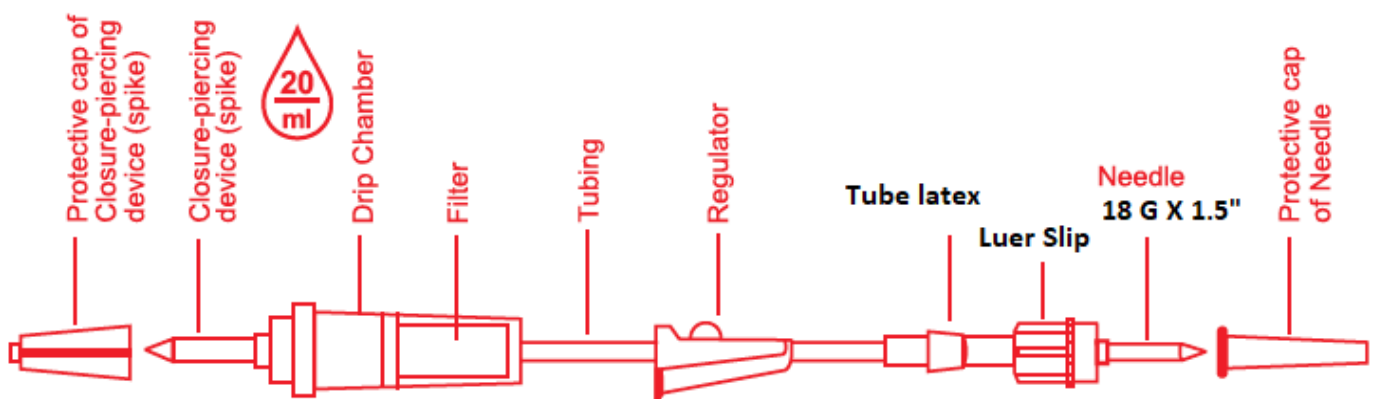 Protective cap of
Closure-piercing
device (spike)
Closure-piercing
device (spike)
20
ml
Drip Chamber
Filter
Tubing
Regulator
Tube latex
Luer Slip
Needle
18 G X 1.5"
Protective cap
of Needle